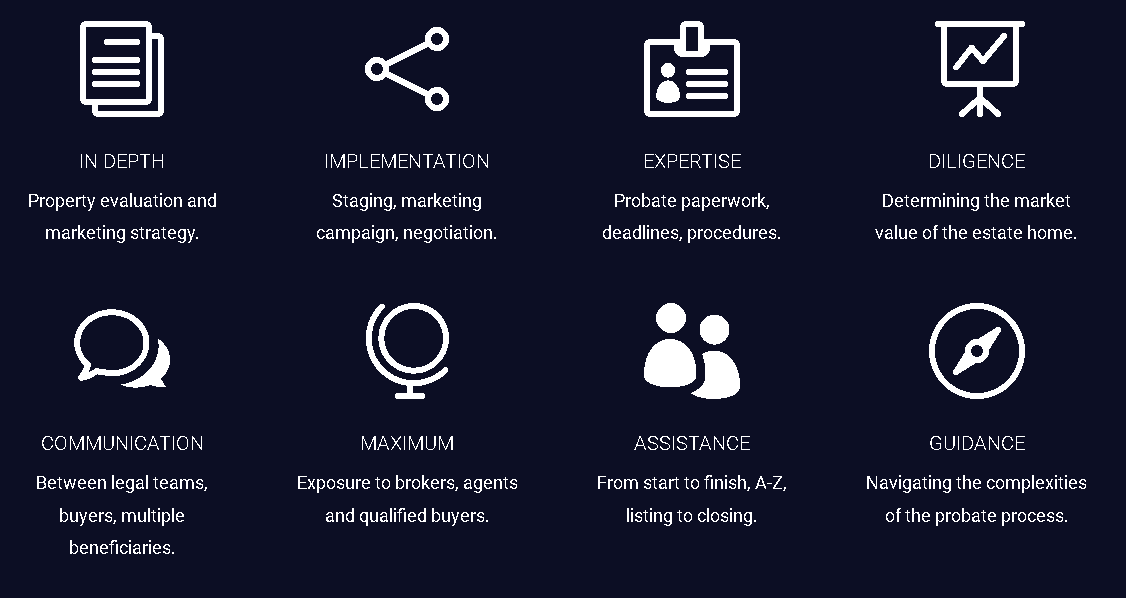 IN DEPTH
Property evaluation and
marketing strategy.
IMPLEMENTATION
Staging, marketing
campaign, negotiation.
EXPERTISE
Probate paperwork,
deadlines, procedures.
DILIGENCE
Determining the market
value of the estate home.
COMMUNICATION
Between legal teams,
buyers, multiple
beneficiaries.
MAXIMUM
Exposure to brokers, agents
and qualified buyers.
ASSISTANCE
From start to finish, A-Z,
listing to closing.
GUIDANCE
Navigating the complexities
of the probate process.